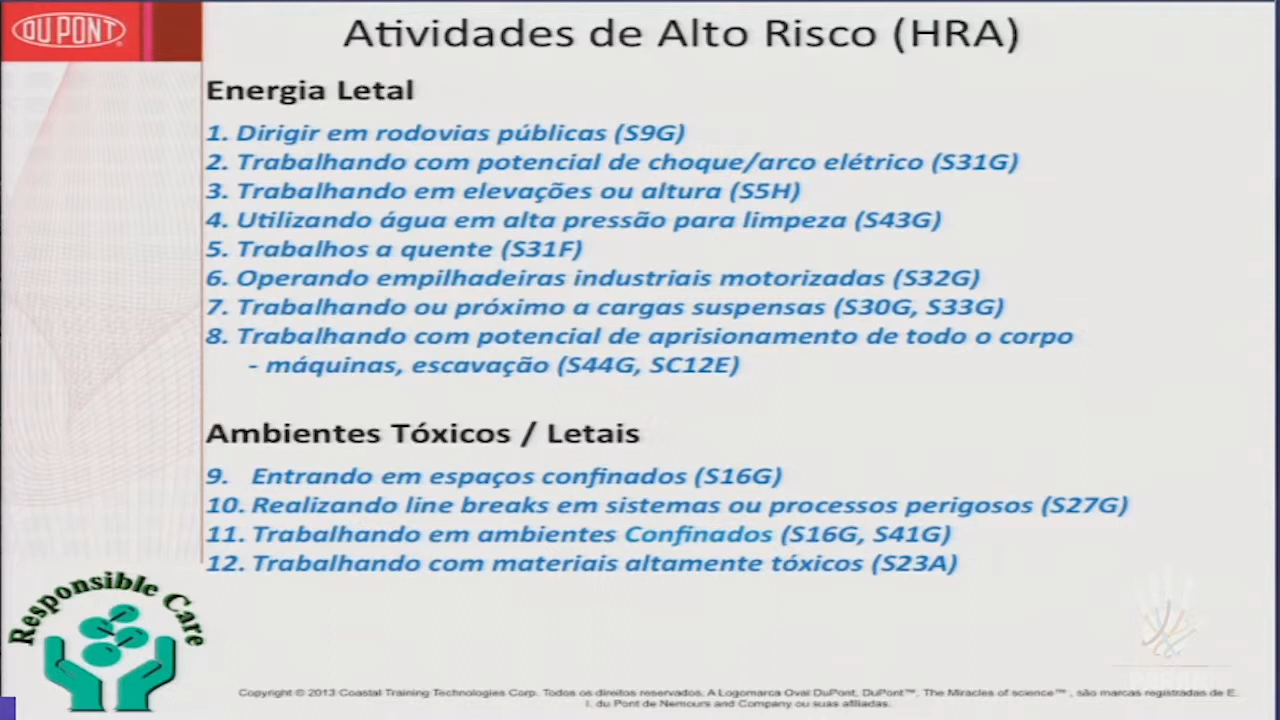 DU PONT®
Atividades de Alto Risco (HRA)
Energia Letal
1. Dirigir em rodovias públicas (S9G)
2. Trabalhando com potencial de choque/arco elétrico (S31G)
3. Trabalhando em elevações ou altura (S5H)
4. Utilizando água em alta pressão para limpeza (S43G)
5. Trabalhos a quente (S31F)
6. Operando empilhadeiras industriais motorizadas (S32G)
7. Trabalhando ou próximo a cargas suspensas (S30G, S33G)
8. Trabalhando com potencial de aprisionamento de todo o corpo
- máquinas, escavação (S44G, SC12E)
Ambientes Tóxicos / Letais
9. Entrando em espaços confinados (S16G)
10. Realizando line breaks em sistemas ou processos perigosos (S27G)
11. Trabalhando em ambientes Confinados (S16G, S41G)
12. Trabalhando com materiais altamente tóxicos (S23A)
Responsible Care
Copyright © 2013 Coastal Training Technologies Corp. Todos os direitos reservados. A Logomarca Oval DuPont, DuPont™, The Miracles of science™ , são marcas registradas de E.
I. du Pont de Nemours and Company ou suas afiliadas.